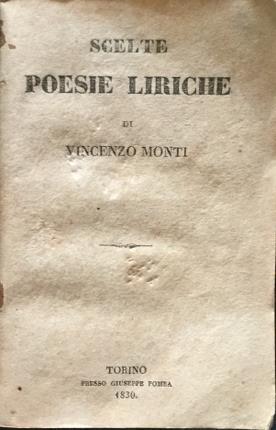 SCELTE
POESIE LIRICHE
DI
VINCENZO MONTI
TORINO
PRESSO GIUSEPPE POMBA
1830.